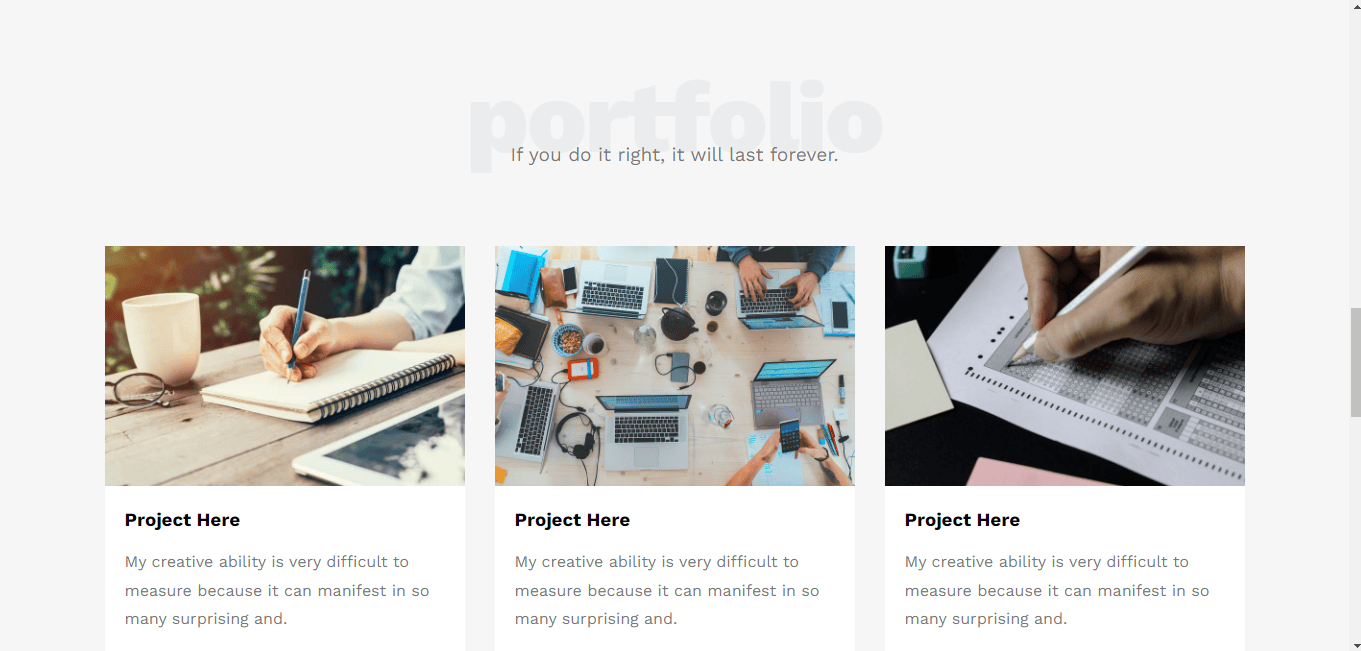 portfolio
If you do it right, it will last forever.
Project Here
My creative ability is very difficult to
measure because it can manifest in so
many surprising and.
Project Here
My creative ability is very difficult to
measure because it can manifest in so
many surprising and.
Project Here
My creative ability is very difficult to
measure because it can manifest in so
many surprising and.